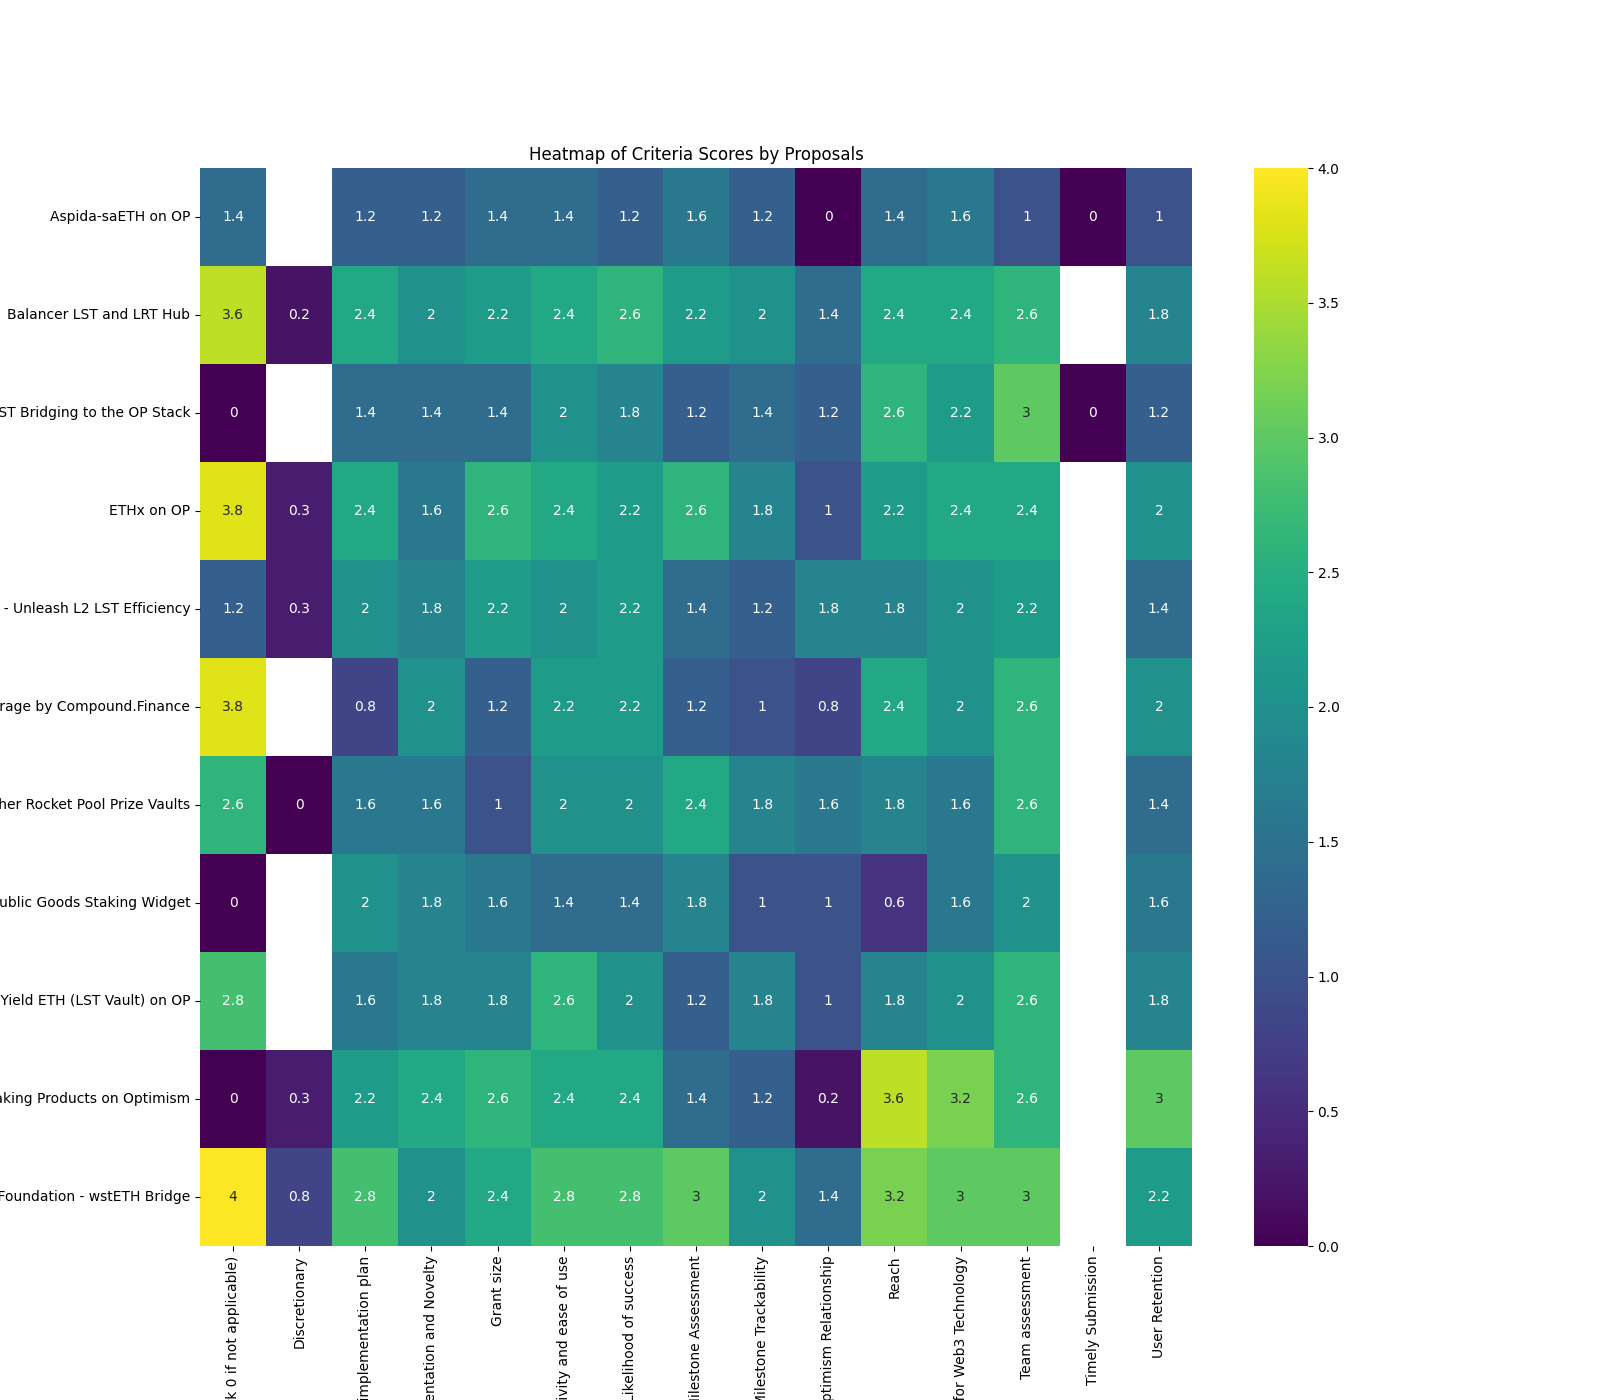 Heatmap of Criteria Scores by Proposals
Aspida-saETH on OP 1.4 1.2 1.2 1.4 1.4 1.2 1.6 1.2 0 1.4 1.6 1 0 1
Balancer LST and LRT Hub 3.6 0.2 2.4 2 2.2 2.4 2.6 2.2 2 1.4 2.4 2.4 2.6 1.8
ST Bridging to the OP Stack 0 1.4 1.4 1.4 2 1.8 1.2 1.4 1.2 2.6 2.2 3 0 1.2
ETHx on OP 3.8 0.3 2.4 1.6 2.6 2.4 2.2 2.6 1.8 1 2.2 2.4 2.4 2
- Unleash L2 LST Efficiency 1.2 0.3 2 1.8 2.2 2 2.2 1.4 1.2 1.8 1.8 2 2.2 1.4
rage by Compound.Finance 3.8 0.8 2 1.2 2.2 2.2 1.2 1 0.8 2.4 2 2.6 2
her Rocket Pool Prize Vaults 2.6 0 1.6 1.6 1 2 2 2.4 1.8 1.6 1.8 1.6 2.6 1.4
ublic Goods Staking Widget 0 2 1.8 1.6 1.4 1.4 1.8 1 1 0.6 1.6 2 1.6
Yield ETH (LST Vault) on OP 2.8 1.6 1.8 1.8 2.6 2 1.2 1.8 1 1.8 2 2.6 1.8
aking Products on Optimism 0 0.3 2.2 2.4 2.6 2.4 2.4 1.4 1.2 0.2 3.6 3.2 2.6 3
Foundation - wstETH Bridge 4 0.8 2.8 2 2.4 2.8 2.8 3 2 1.4 3.2 3 3 2.2
k 0 if not applicable)
Discretionary
implementation plan
entation and Novelty
Grant size
ivity and ease of use
Likelihood of success
ilestone Assessment
Milestone Trackability
ptimism Relationship
Reach
for Web3 Technology
Team assessment
Timely Submission
User Retention
4.0
3.5
3.0
2.5
2.0
1.5
1.0
0.5
0.0